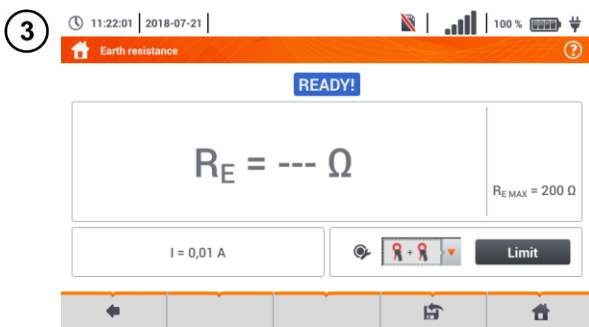 3
11:22:01 2018-07-21 100 %
Earth resistance ?
READY!
RE = --- Ω
RE MAX = 200 Ω
I = 0,01 A
+
Limit